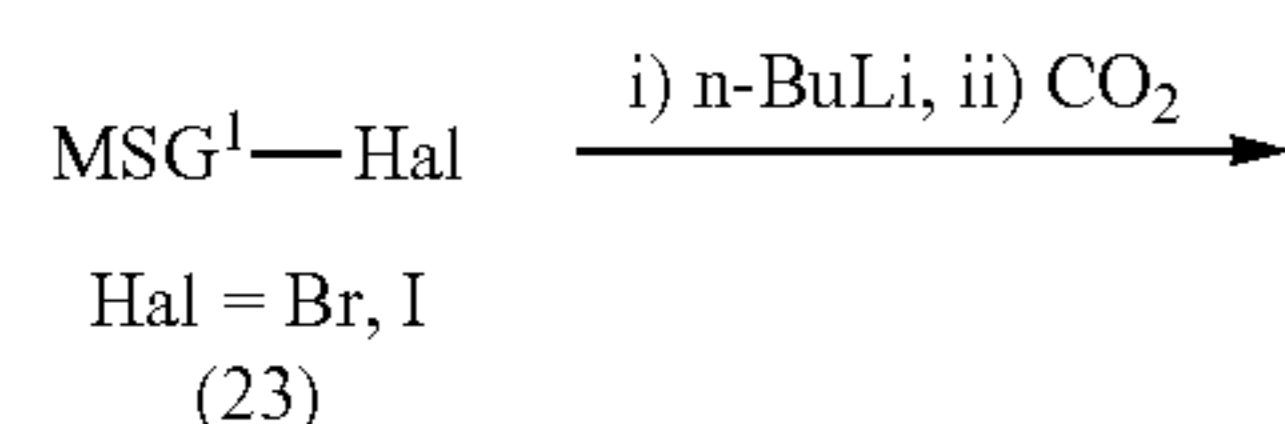 i) n-BuLi, ii) CO₂
MSG¹—Hal
Hal = Br, I
(23)